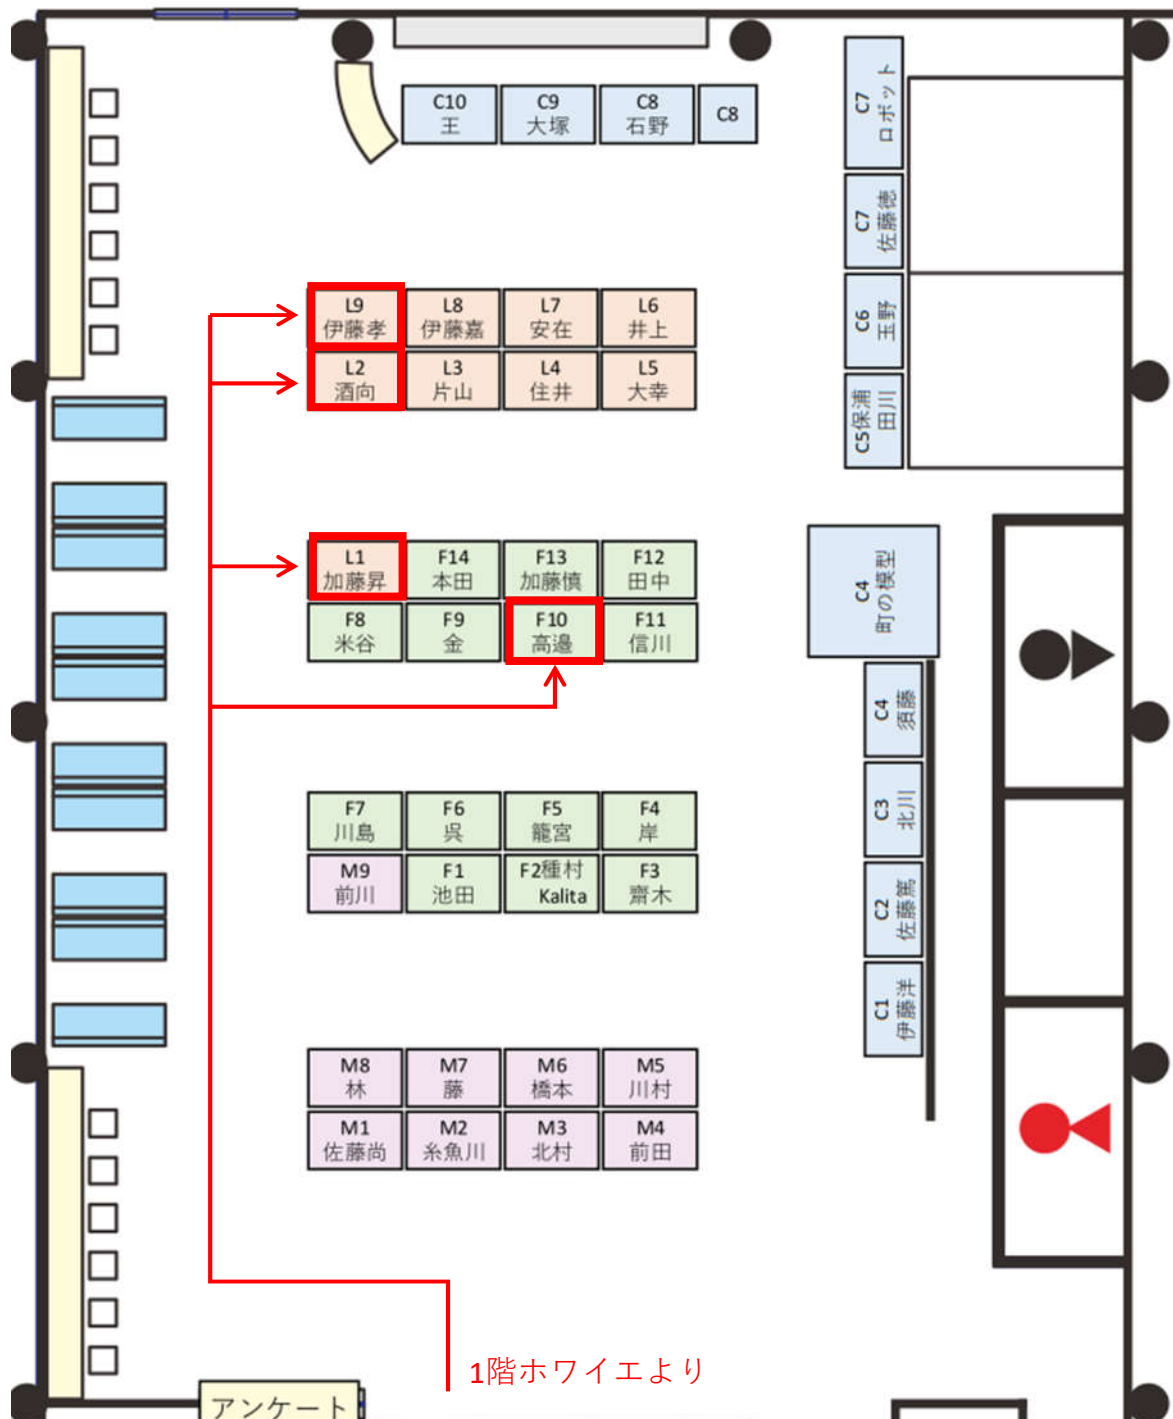 C10
王
C9
大塚
C8
石野
C8
C7
ロボット
C7
佐藤徳
C6
玉野
C5保浦
田川
L9
伊藤孝
L8
伊藤嘉
L7
安在
L6
井上
L2
酒向
L3
片山
L4
住井
L5
大幸
L1
加藤昇
F14
本田
F13
加藤慎
F12
田中
F8
米谷
F9
金
F10
高邉
F11
信川
C4
町の模型
C4
須藤
C3
北川
C2
佐藤篤
C1
伊藤洋
F7
川島
F6
呉
F5
籠宮
F4
岸
M9
前川
F1
池田
F2種村
Kalita
F3
齋木
M8
林
M7
藤
M6
橋本
M5
川村
M1
佐藤尚
M2
糸魚川
M3
北村
M4
前田
1階ホワイエより
アンケート